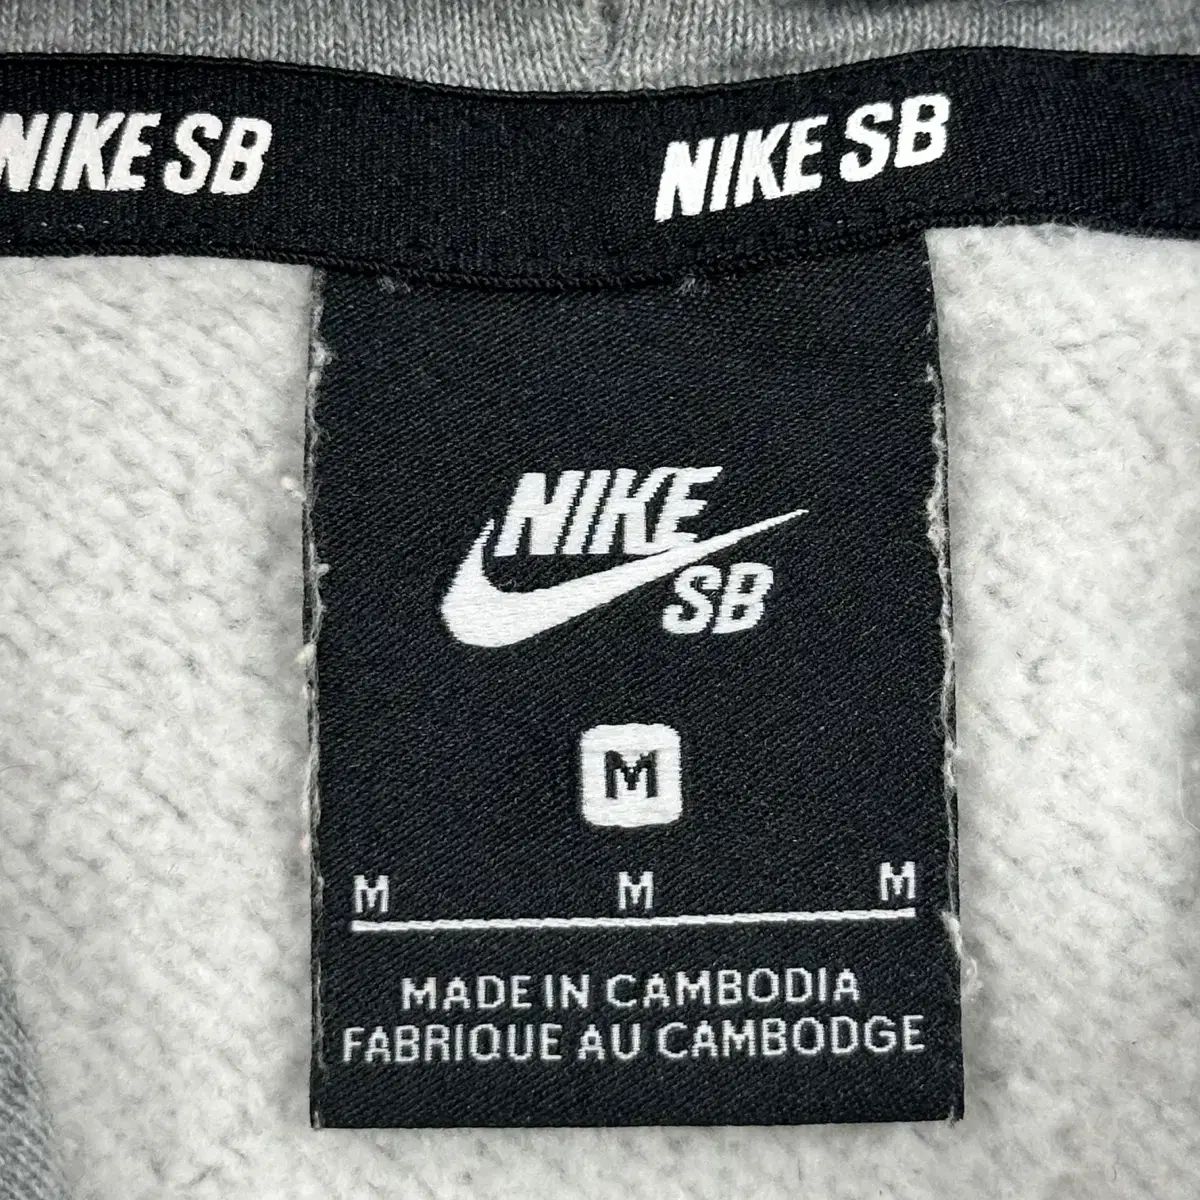 NIKE SB NIKE SB
NIKE
SB
M
M M M
MADE IN CAMBODIA
FABRIQUE AU CAMBODGE